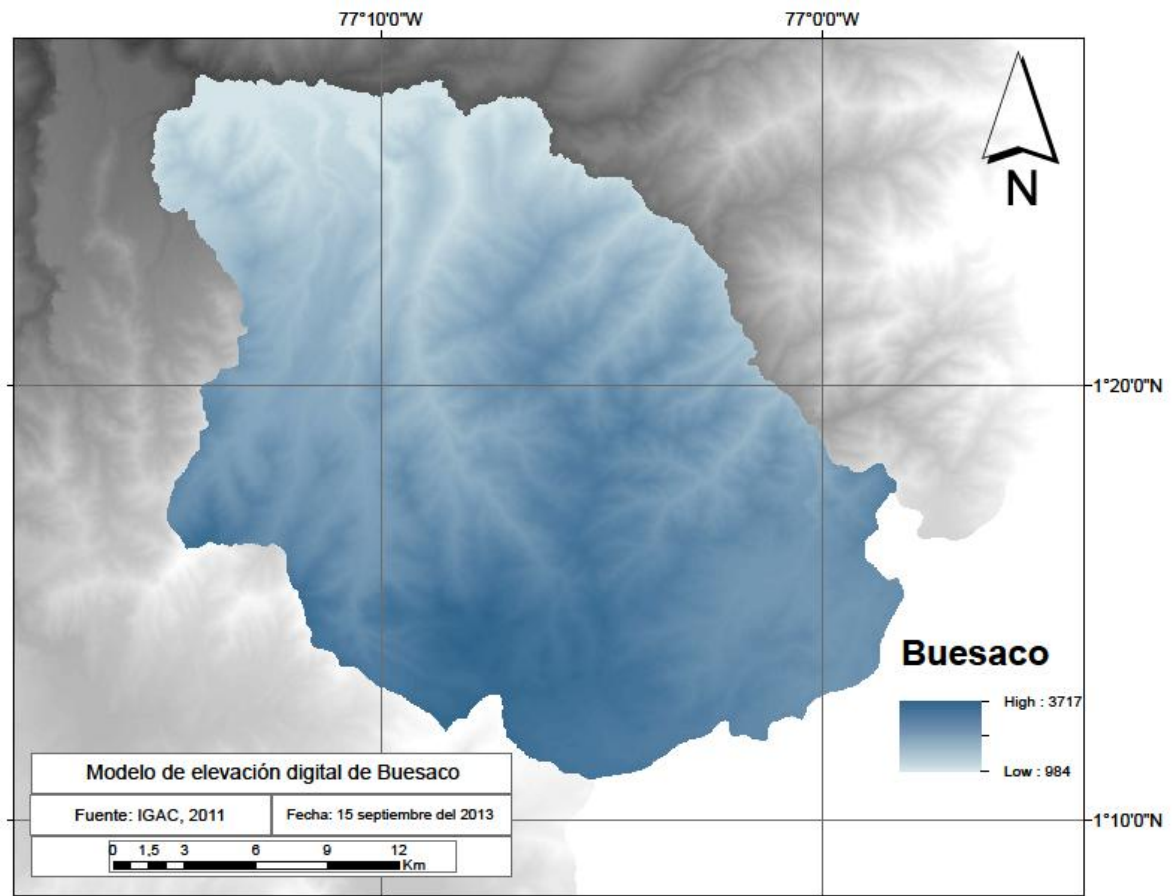 77°10'0"W
77°0'0"W
N
1°20'0"N
Buesaco
High : 3717
Low : 984
Modelo de elevación digital de Buesaco
Fuente: IGAC, 2011
Fecha: 15 septiembre del 2013
1°10'0"N
0 1,5 3 6 9 12
Km